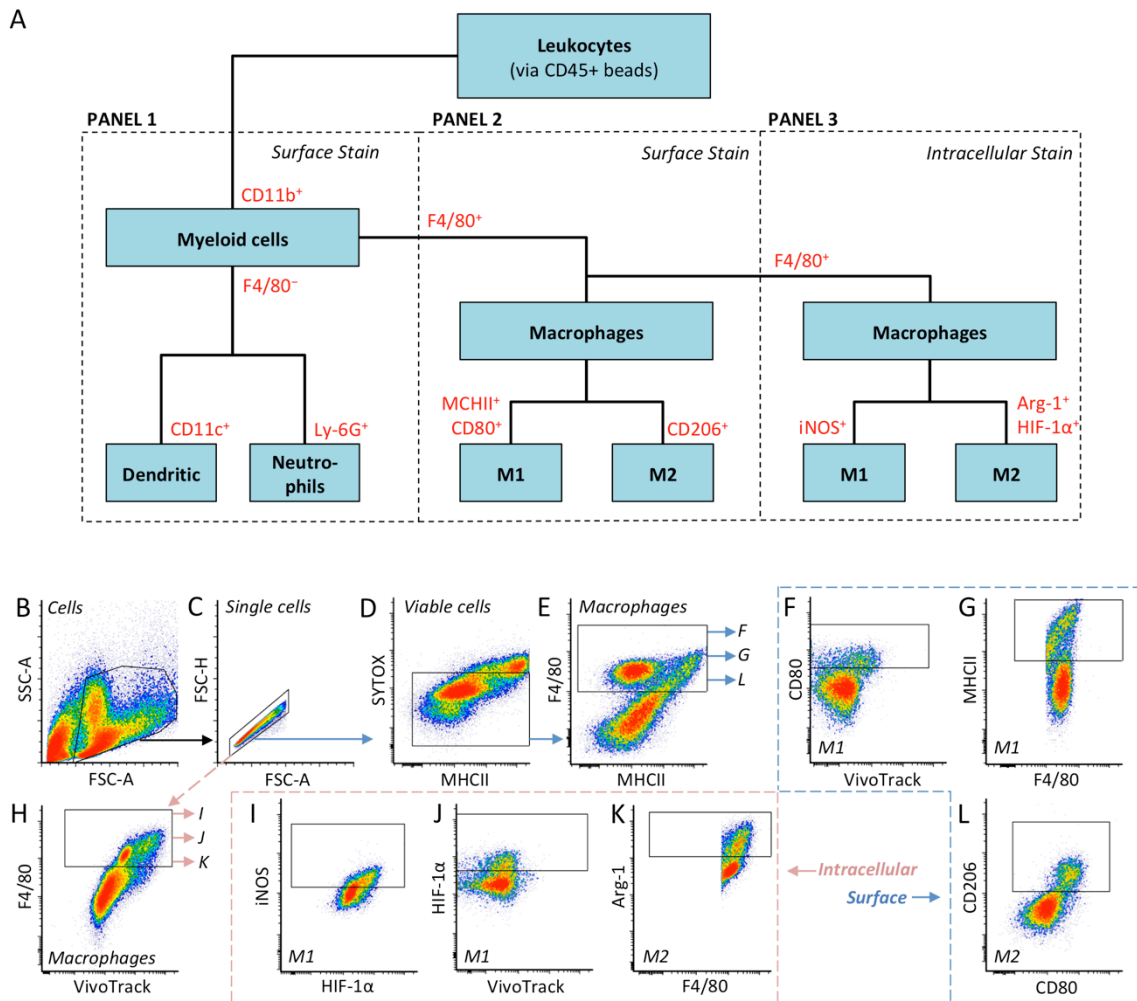 A
Leukocytes
(via CD45+ beads)
PANEL 1
PANEL 2
PANEL 3
Surface Stain
Surface Stain
Intracellular Stain
CD11b⁺
Myeloid cells
F4/80⁺
F4/80⁺
F4/80⁻
Macrophages
Macrophages
CD11c⁺
Ly-6G⁺
MCHII⁺
CD80⁺
CD206⁺
iNOS⁺
Arg-1⁺
HIF-1α⁺
Dendritic
Neutro-
phils
M1
M2
M1
M2
B
Cells
SSC-A
FSC-A
C
Single cells
FSC-H
FSC-A
D
Viable cells
SYTOX
MHCII
E
Macrophages
F4/80
MHCII
F
G
L
F
CD80
M1
VivoTrack
G
MHCII
M1
F4/80
H
F4/80
Macrophages
VivoTrack
I
J
K
I
iNOS
M1
HIF-1α
J
HIF-1α
M1
VivoTrack
K
Arg-1
M2
F4/80
Intracellular
Surface
L
CD206
M2
CD80